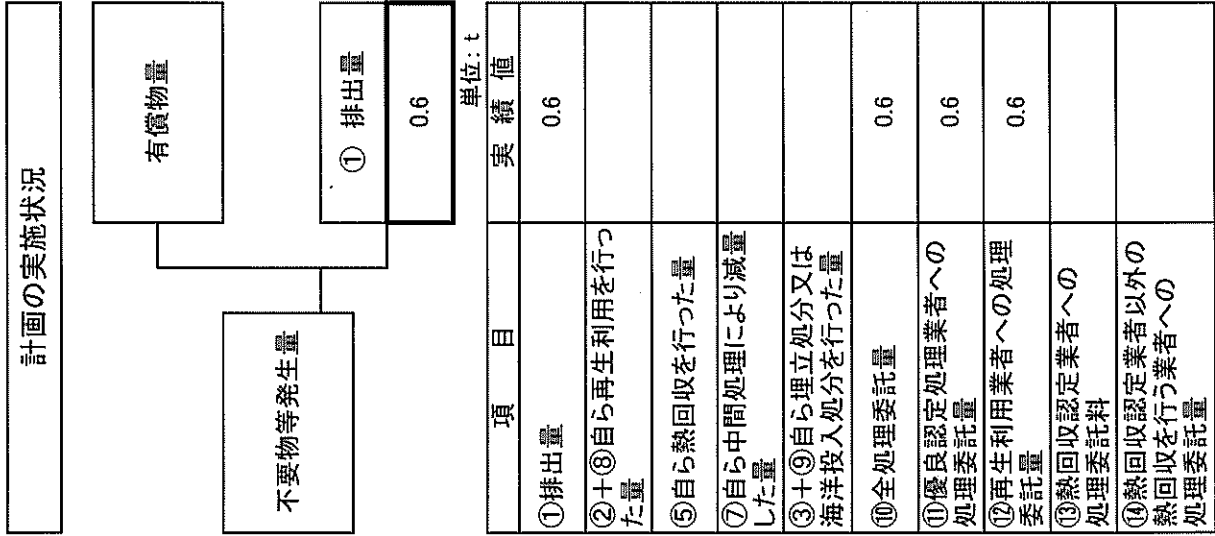 計画の実施状況
有償物量
不要物等発生量
① 排出量
0.6
単位:t
項 目
実 績 値
①排出量
0.6
②+⑧自ら再生利用を行っ
た量
⑤自ら熱回収を行った量
⑦自ら中間処理により減量
した量
③+⑨自ら埋立処分又は
海洋投入処分を行った量
⑩全処理委託量
0.6
⑪優良認定処理業者への
処理委託量
0.6
⑫再生利用業者への処理
委託量
0.6
⑬熱回収認定業者への
処理委託料
⑭熱回収認定業者以外の
熱回収を行う業者への
処理委託量